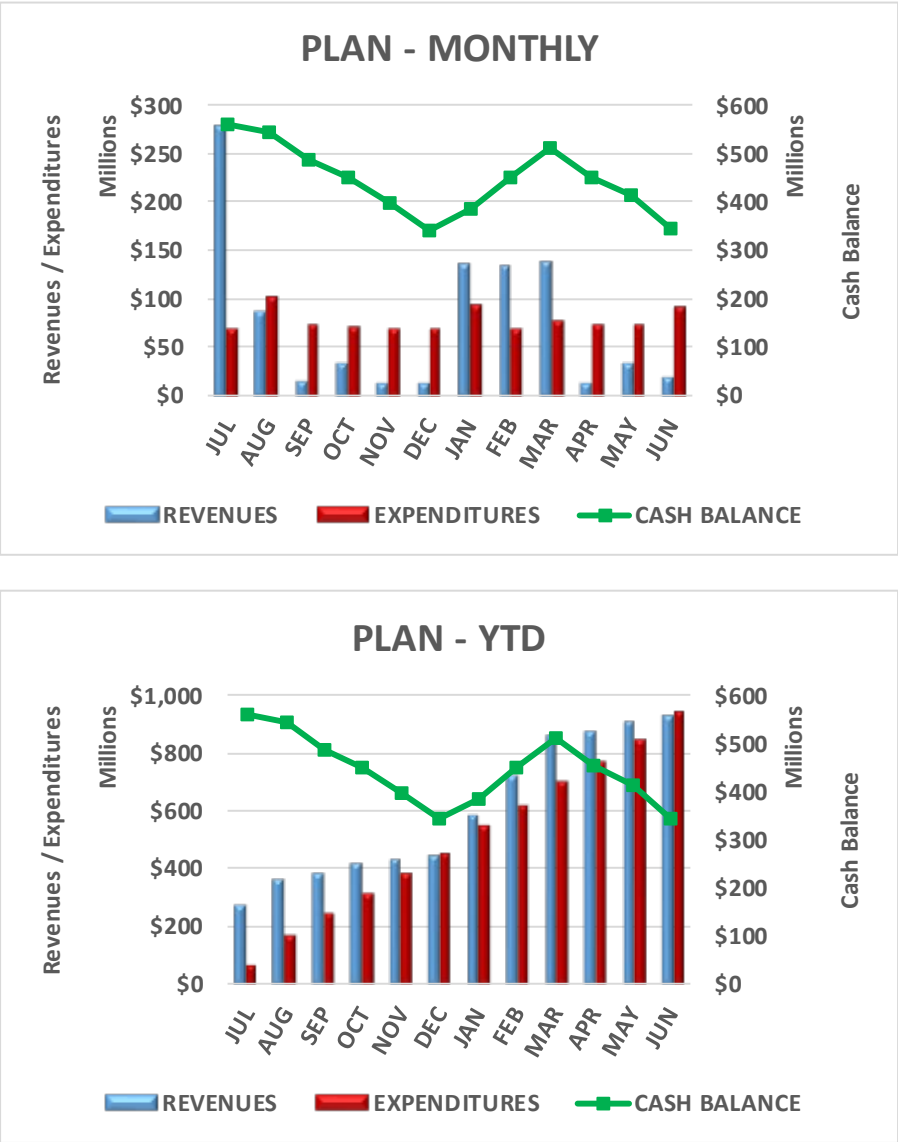 PLAN - MONTHLY
Revenues / Expenditures
Millions
$300
$250
$200
$150
$100
$50
$0
$600
$500
$400
$300
$200
$100
$0
Millions
Cash Balance
JUL AUG SEP OCT NOV DEC JAN FEB MAR APR MAY JUN
REVENUES EXPENDITURES CASH BALANCE
PLAN - YTD
Revenues / Expenditures
Millions
$1,000
$800
$600
$400
$200
$0
$600
$500
$400
$300
$200
$100
$0
Millions
Cash Balance
JUL AUG SEP OCT NOV DEC JAN FEB MAR APR MAY JUN
REVENUES EXPENDITURES CASH BALANCE